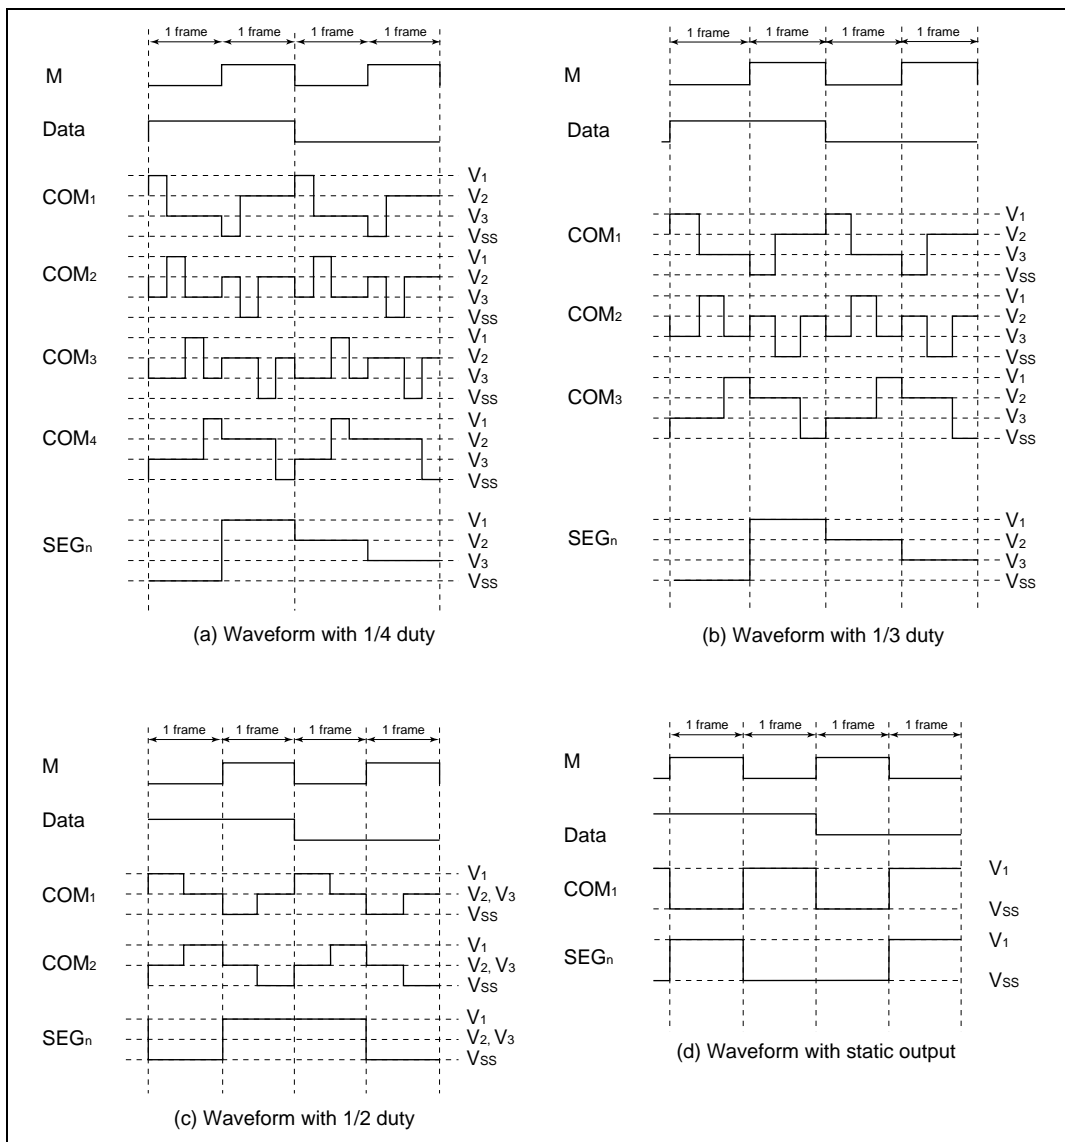 1 frame 1 frame 1 frame 1 frame
M
Data
COM1
V1
V2
V3
VSS
COM2
V1
V2
V3
VSS
COM3
V1
V2
V3
VSS
COM4
V1
V2
V3
VSS
SEGn
V1
V2
V3
VSS
(a) Waveform with 1/4 duty
1 frame 1 frame 1 frame 1 frame
M
Data
COM1
V1
V2
V3
VSS
COM2
V1
V2
V3
VSS
COM3
V1
V2
V3
VSS
SEGn
V1
V2
V3
VSS
(b) Waveform with 1/3 duty
1 frame 1 frame 1 frame 1 frame
M
Data
COM1
V1
V2, V3
VSS
COM2
V1
V2, V3
VSS
SEGn
V1
V2, V3
VSS
(c) Waveform with 1/2 duty
1 frame 1 frame 1 frame 1 frame
M
Data
COM1
V1
VSS
SEGn
V1
VSS
(d) Waveform with static output